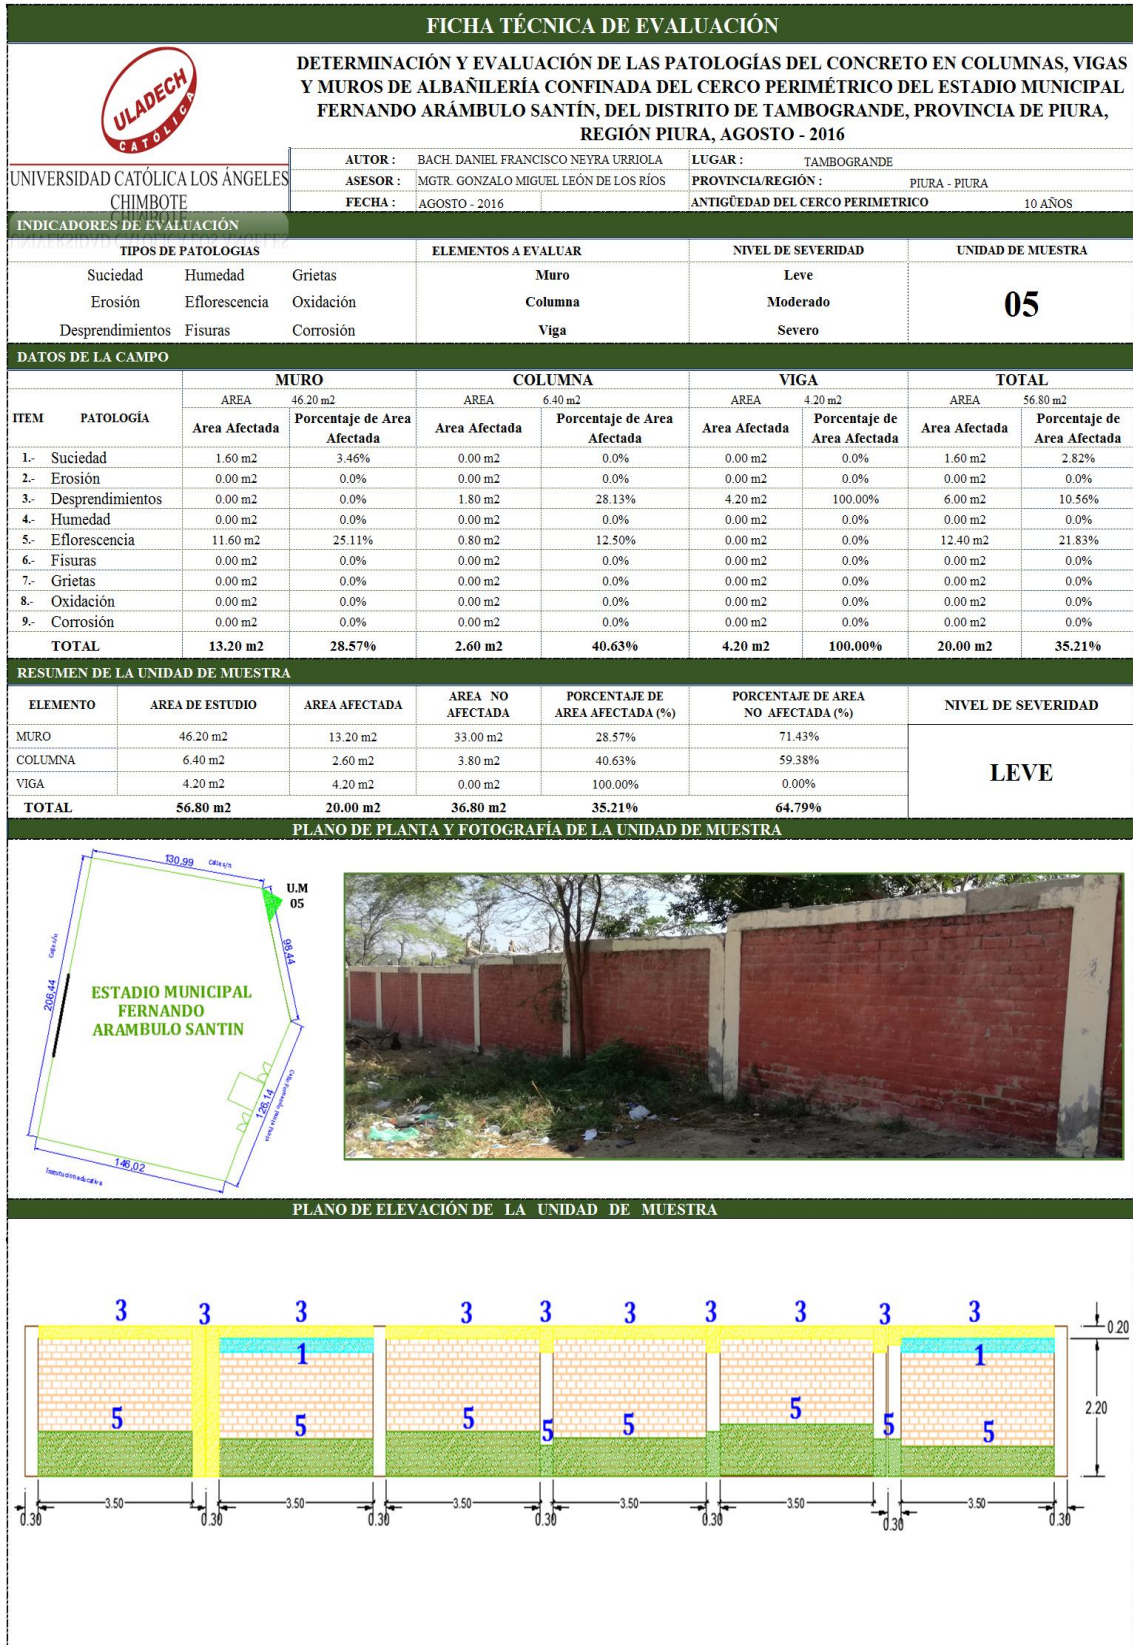 FICHA TÉCNICA DE EVALUACIÓN
ULADECH
CATÓLICA
UNIVERSIDAD CATÓLICA LOS ÁNGELES
CHIMBOTE
DETERMINACIÓN Y EVALUACIÓN DE LAS PATOLOGÍAS DEL CONCRETO EN COLUMNAS, VIGAS
Y MUROS DE ALBAÑILERÍA CONFINADA DEL CERCO PERIMÉTRICO DEL ESTADIO MUNICIPAL
FERNANDO ARÁMBULO SANTÍN, DEL DISTRITO DE TAMBOGRANDE, PROVINCIA DE PIURA,
REGIÓN PIURA, AGOSTO - 2016
AUTOR : BACH. DANIEL FRANCISCO NEYRA URRIOLA LUGAR : TAMBOGRANDE
ASESOR : MGTR. GONZALO MIGUEL LEÓN DE LOS RÍOS PROVINCIA/REGIÓN : PIURA - PIURA
FECHA : AGOSTO - 2016 ANTIGÜEDAD DEL CERCO PERIMETRICO 10 AÑOS
INDICADORES DE EVALUACIÓN
TIPOS DE PATOLOGIAS ELEMENTOS A EVALUAR NIVEL DE SEVERIDAD UNIDAD DE MUESTRA
Suciedad Humedad Grietas Muro Leve
Erosión Eflorescencia Oxidación Columna Moderado 05
Desprendimientos Fisuras Corrosión Viga Severo
DATOS DE LA CAMPO
MURO COLUMNA VIGA TOTAL
AREA 46.20 m2 AREA 6.40 m2 AREA 4.20 m2 AREA 56.80 m2
ITEM PATOLOGÍA Area Afectada Porcentaje de Area Afectada Area Afectada Porcentaje de Area Afectada Area Afectada Porcentaje de Area Afectada Area Afectada Porcentaje de Area Afectada
1.- Suciedad 1.60 m2 3.46% 0.00 m2 0.0% 0.00 m2 0.0% 1.60 m2 2.82%
2.- Erosión 0.00 m2 0.0% 0.00 m2 0.0% 0.00 m2 0.0% 0.00 m2 0.0%
3.- Desprendimientos 0.00 m2 0.0% 1.80 m2 28.13% 4.20 m2 100.00% 6.00 m2 10.56%
4.- Humedad 0.00 m2 0.0% 0.00 m2 0.0% 0.00 m2 0.0% 0.00 m2 0.0%
5.- Eflorescencia 11.60 m2 25.11% 0.80 m2 12.50% 0.00 m2 0.0% 12.40 m2 21.83%
6.- Fisuras 0.00 m2 0.0% 0.00 m2 0.0% 0.00 m2 0.0% 0.00 m2 0.0%
7.- Grietas 0.00 m2 0.0% 0.00 m2 0.0% 0.00 m2 0.0% 0.00 m2 0.0%
8.- Oxidación 0.00 m2 0.0% 0.00 m2 0.0% 0.00 m2 0.0% 0.00 m2 0.0%
9.- Corrosión 0.00 m2 0.0% 0.00 m2 0.0% 0.00 m2 0.0% 0.00 m2 0.0%
TOTAL 13.20 m2 28.57% 2.60 m2 40.63% 4.20 m2 100.00% 20.00 m2 35.21%
RESUMEN DE LA UNIDAD DE MUESTRA
ELEMENTO AREA DE ESTUDIO AREA AFECTADA AREA NO AFECTADA PORCENTAJE DE AREA AFECTADA (%) PORCENTAJE DE AREA NO AFECTADA (%) NIVEL DE SEVERIDAD
MURO 46.20 m2 13.20 m2 33.00 m2 28.57% 71.43%
COLUMNA 6.40 m2 2.60 m2 3.80 m2 40.63% 59.38%
LEVE
VIGA 4.20 m2 4.20 m2 0.00 m2 100.00% 0.00%
TOTAL 56.80 m2 20.00 m2 36.80 m2 35.21% 64.79%
PLANO DE PLANTA Y FOTOGRAFÍA DE LA UNIDAD DE MUESTRA
130,99 Calle s/n
U.M
05
98,44
Calle s/n
206,44
ESTADIO MUNICIPAL
FERNANDO
ARAMBULO SANTIN
126,14
146,02
Institucion educativa
PLANO DE ELEVACIÓN DE LA UNIDAD DE MUESTRA
3 3 3 3 3 3 3 3 3 3
0.20
1 1
2.20
5 5 5 5 5 5 5 5
3.50 3.50 3.50 3.50 3.50 3.50
0.30 0.30 0.30 0.30 0.30 0.30 0.30